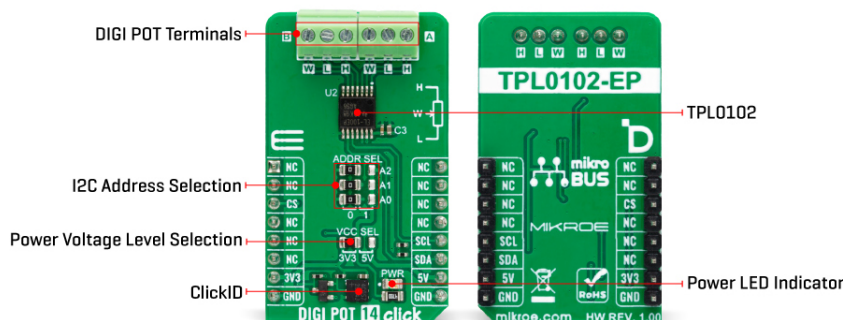 DIGI POT Terminals
B
A
W L H W L H
U2
H
W
L
C3
ADDR SEL
A2
A1
A0
0 1
VCC SEL
3V3 5V
PWR
NC
NC
CS
NC
NC
NC
3V3
GND
NC
NC
NC
NC
SCL
SDA
5V
GND
DIGI POT 14 click
I2C Address Selection
Power Voltage Level Selection
ClickID
H L W H L W
TPL0102-EP
TPL0102
mikro
BUS
MIKROE
NC
NC
NC
NC
SCL
SDA
5V
GND
NC
NC
CS
NC
NC
NC
3V3
GND
RoHS
mikroe.com HW REV. 1.00
Power LED Indicator